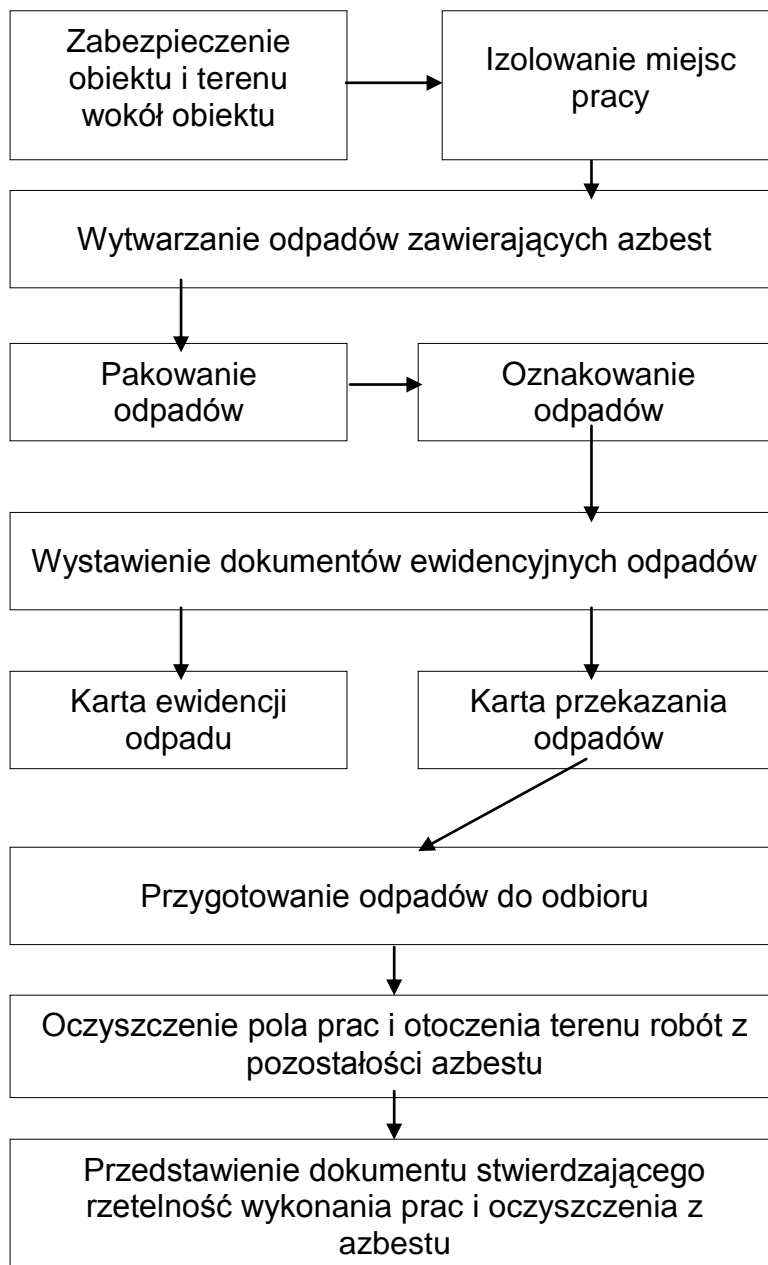 Zabezpieczenie
obiektu i terenu
wokół obiektu
Izolowanie miejsc
pracy
Wytwarzanie odpadów zawierających azbest
Pakowanie
odpadów
Oznakowanie
odpadów
Wystawienie dokumentów ewidencyjnych odpadów
Karta ewidencji
odpadu
Karta przekazania
odpadów
Przygotowanie odpadów do odbioru
Oczyszczenie pola prac i otoczenia terenu robót z
pozostałości azbestu
Przedstawienie dokumentu stwierdzającego
rzetelność wykonania prac i oczyszczenia z
azbestu